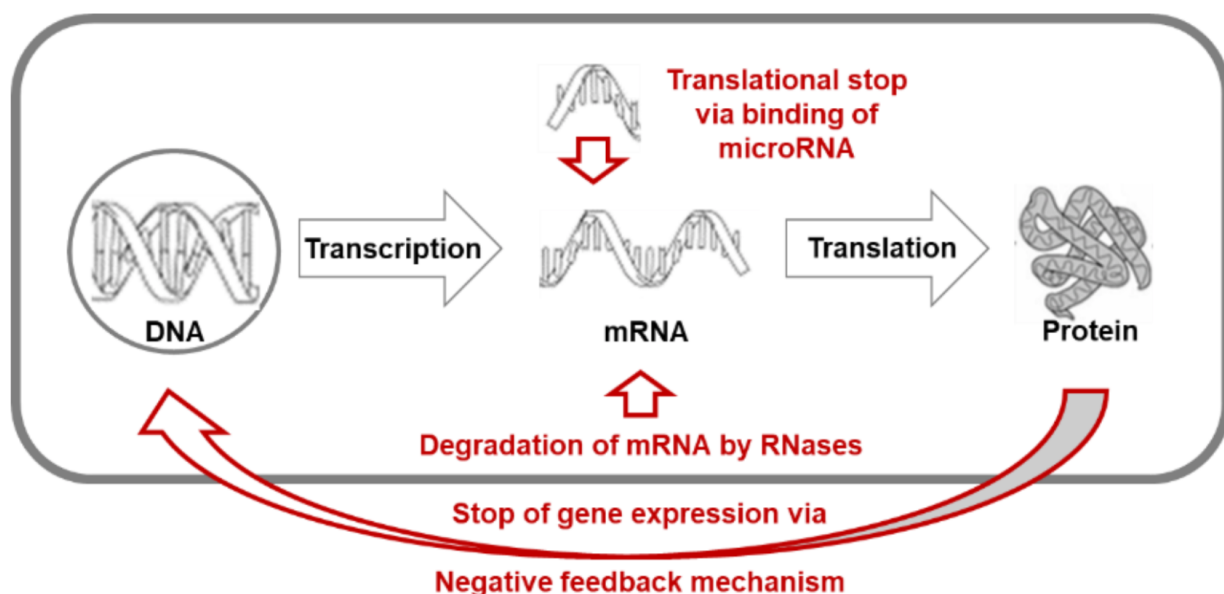 Translational stop
via binding of
microRNA
Transcription
Translation
DNA
mRNA
Protein
Degradation of mRNA by RNases
Stop of gene expression via
Negative feedback mechanism